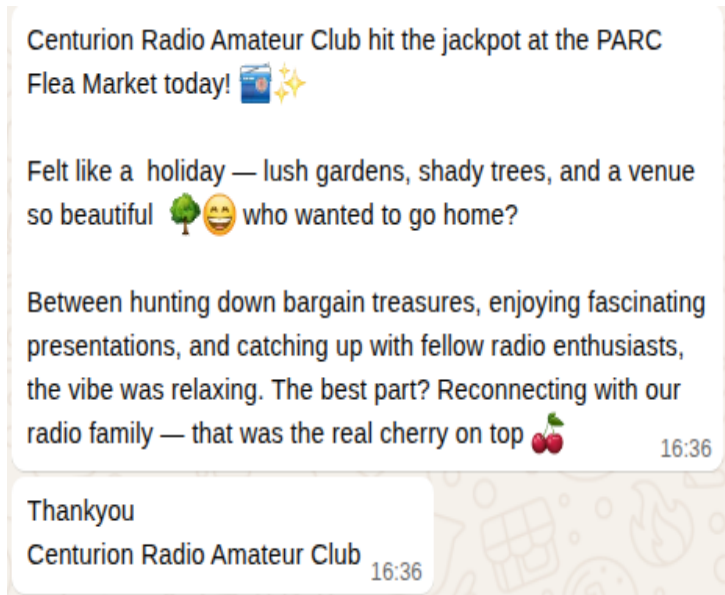 Centurion Radio Amateur Club hit the jackpot at the PARC
Flea Market today! 📻✨
Felt like a  holiday — lush gardens, shady trees, and a venue
so beautiful  🌳😄 who wanted to go home?
Between hunting down bargain treasures, enjoying fascinating
presentations, and catching up with fellow radio enthusiasts,
the vibe was relaxing. The best part? Reconnecting with our
radio family — that was the real cherry on top 🍒
16:36
Thankyou
Centurion Radio Amateur Club
16:36